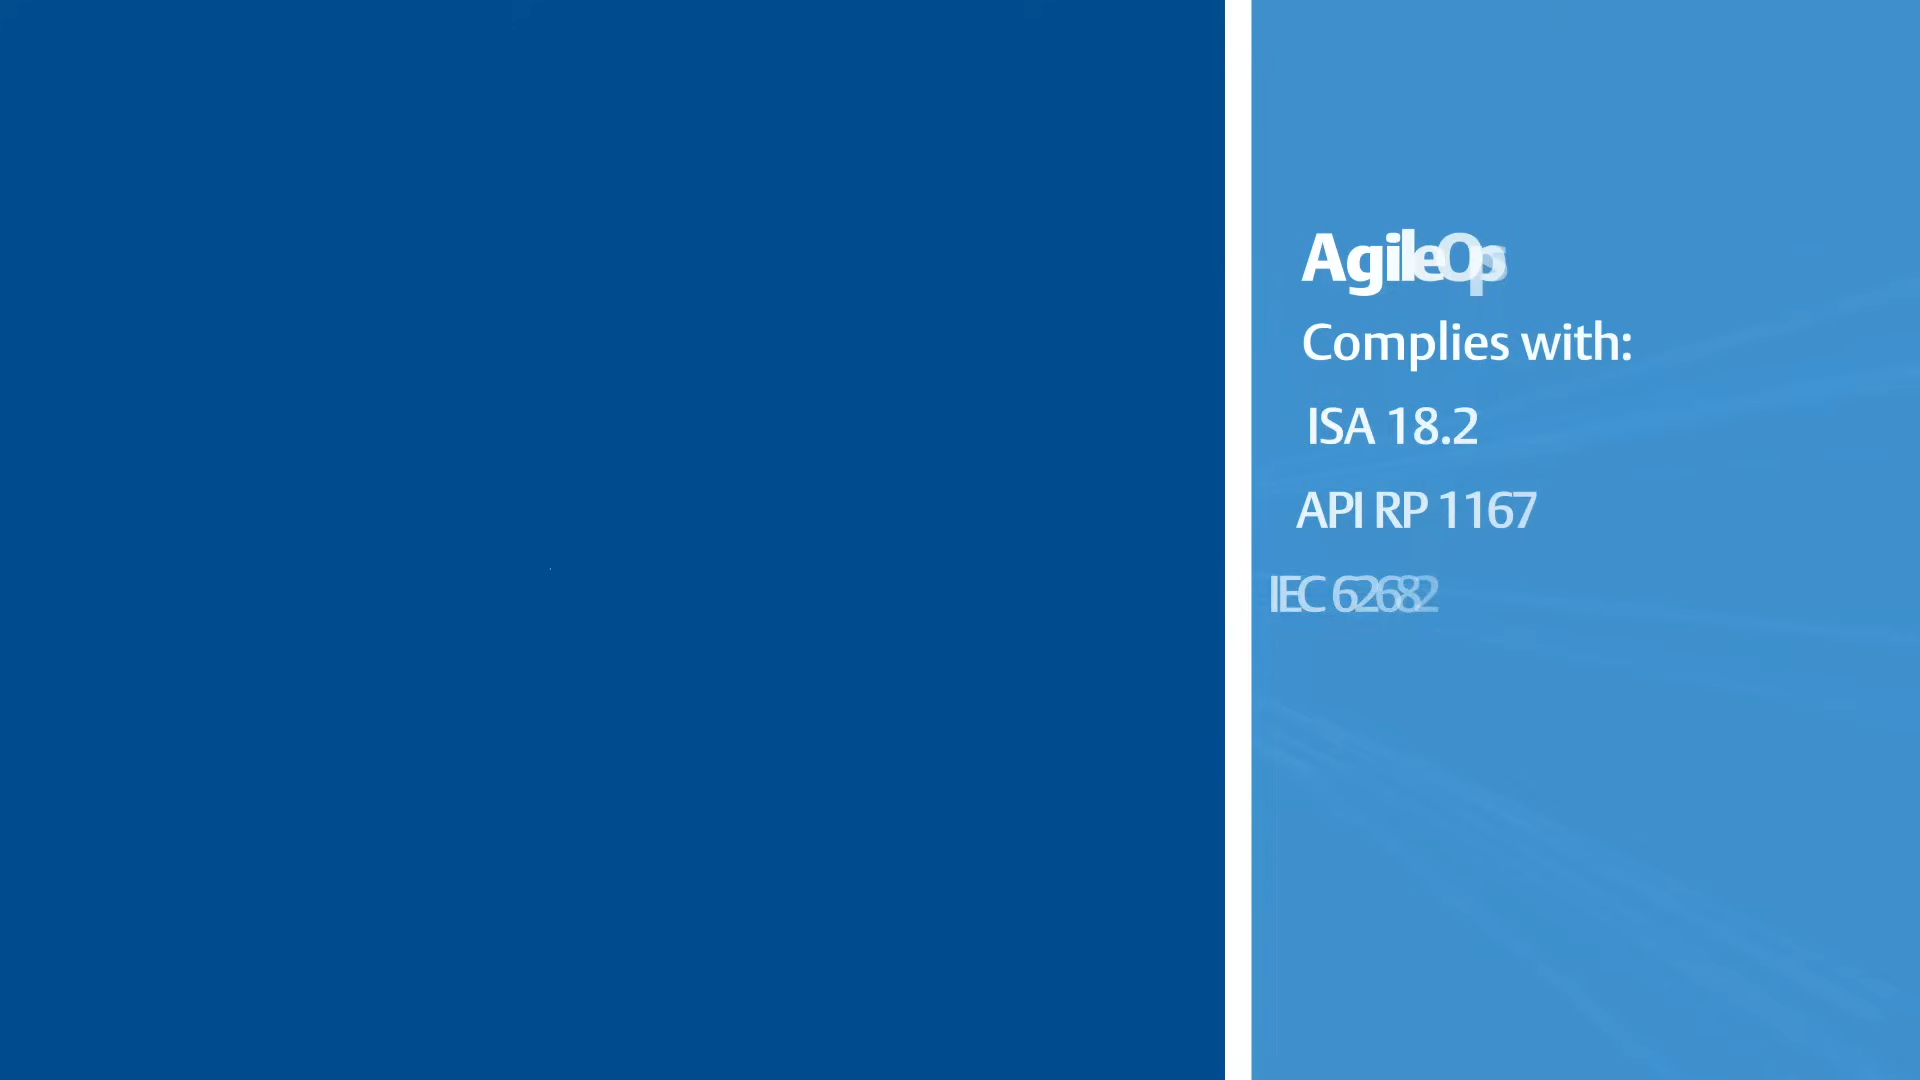 AgileOps
Complies with:
ISA 18.2
API RP 1167
IEC 62682